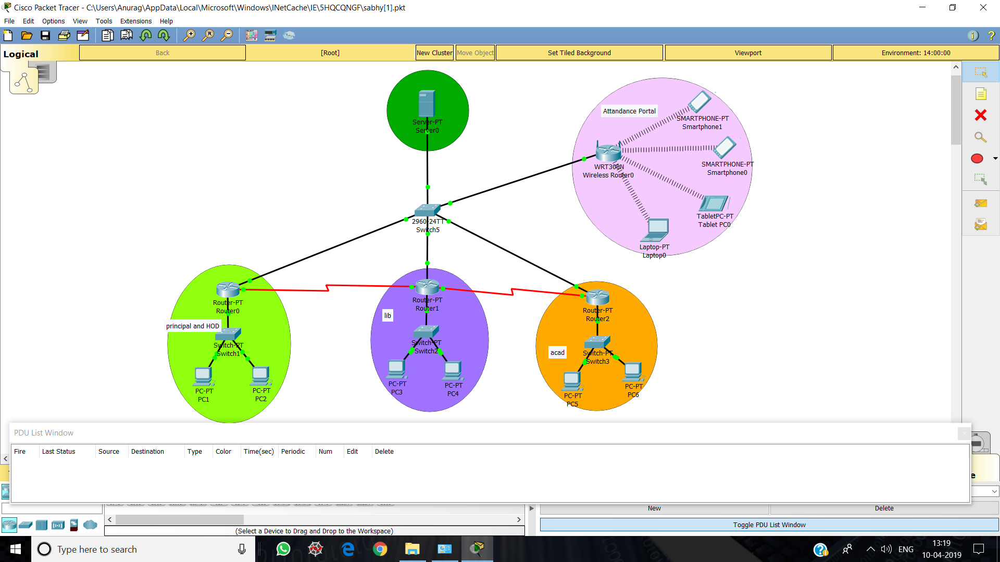 Cisco Packet Tracer - C:\Users\Anurag\AppData\Local\Microsoft\Windows\INetCache\IE\5HQCQNGF\sabhy[1].pkt
File Edit Options View Tools Extensions Help
Logical
Back
[Root]
New Cluster
Move Object
Set Tiled Background
Viewport
Environment: 14:00:00
Server-PT
Server0
Attandance Portal
SMARTPHONE-PT
Smartphone1
SMARTPHONE-PT
Smartphone0
WRT300N
Wireless Router0
TabletPC-PT
Tablet PC0
Laptop-PT
Laptop0
2960-24TT
Switch5
Router-PT
Router0
principal and HOD
Switch-PT
Switch1
PC-PT
PC1
PC-PT
PC2
Router-PT
Router1
lib
Switch-PT
Switch2
PC-PT
PC3
PC-PT
PC4
Router-PT
Router2
acad
Switch-PT
Switch3
PC-PT
PC5
PC-PT
PC6
PDU List Window
Fire Last Status Source Destination Type Color Time(sec) Periodic Num Edit Delete
New
Delete
Toggle PDU List Window
(Select a Device to Drag and Drop to the Workspace)
Type here to search
ENG
13:19
10-04-2019